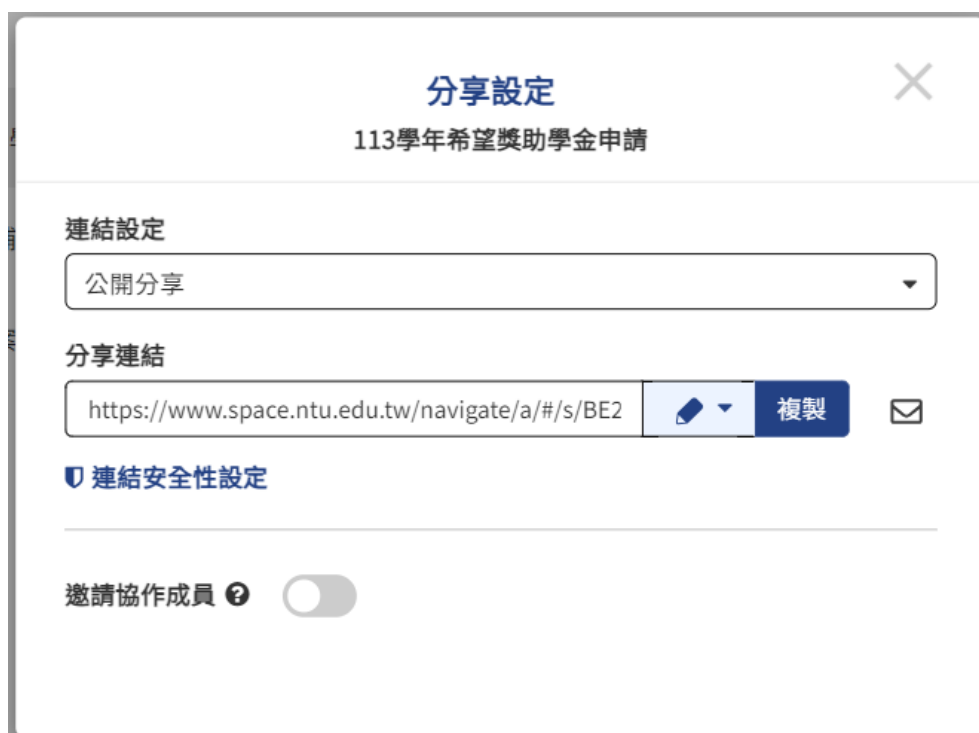 分享設定
113學年希望獎助學金申請
連結設定
公開分享
分享連結
https://www.space.ntu.edu.tw/navigate/a/#/s/BE2
複製
連結安全性設定
邀請協作成員